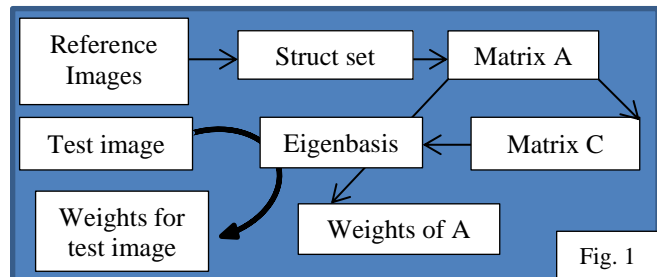 Reference
Images
Struct set
Matrix A
Test image
Eigenbasis
Matrix C
Weights for
test image
Weights of A
Fig. 1